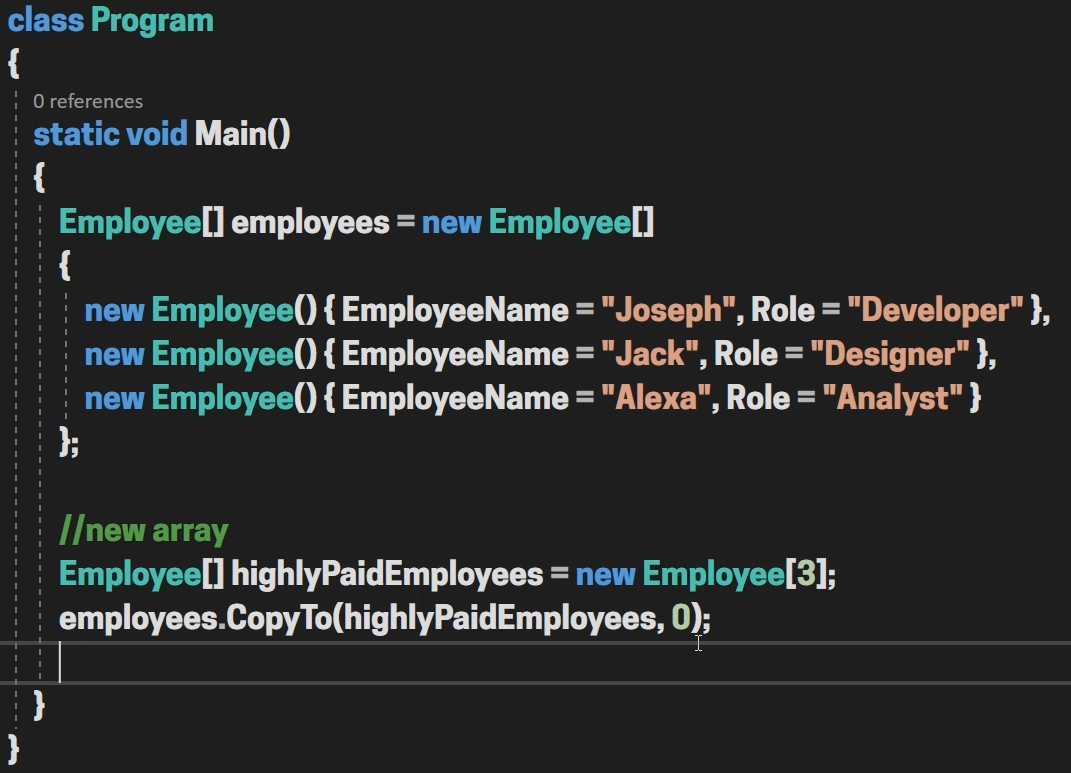 class Program
{
0 references
static void Main()
{
Employee[] employees = new Employee[]
{
new Employee() { EmployeeName = "Joseph", Role = "Developer" },
new Employee() { EmployeeName = "Jack", Role = "Designer" },
new Employee() { EmployeeName = "Alexa", Role = "Analyst" }
};
//new array
Employee[] highlyPaidEmployees = new Employee[3];
employees.CopyTo(highlyPaidEmployees, 0);
}
}